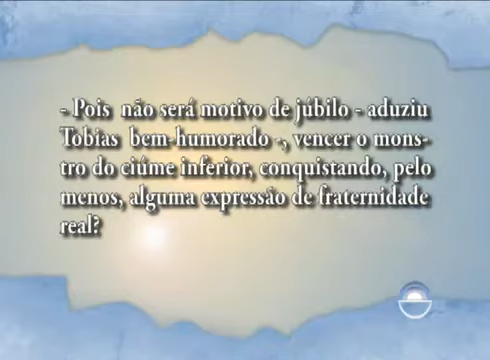 - Pois não será motivo de júbilo - aduziu
Tobías bem-humorado -, vencer o mons-
tro do ciúme inferior, conquistando, pelo
menos, alguma expressão de fraternidade
real?